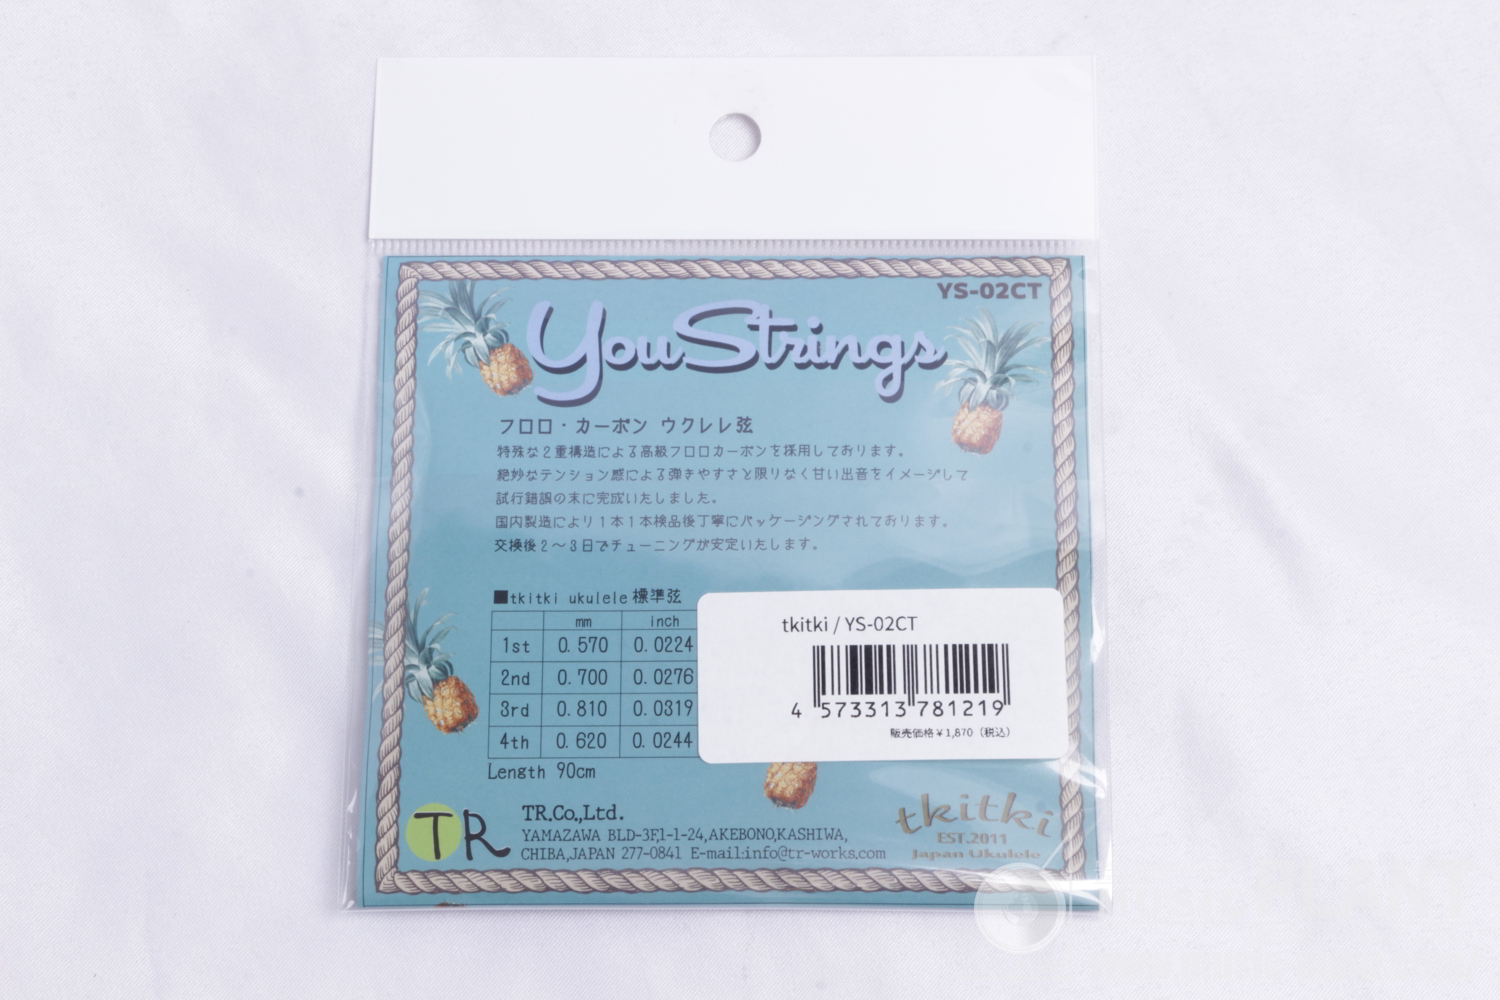 YS-02CT
YouStrings
フロロ・カーボン ウクレレ弦
特殊な2重構造による高級フロロカーボンを採用しております。
絶妙なテンション感による弾きやすさと限りなく甘い出音をイメージして
試行錯誤の末に完成いたしました。
国内製造により1本1本検品後丁寧にパッケージングされております。
交換後2〜3日でチューニングが安定いたします。
■tkitki ukulele標準弦
mm inch
1st 0.570 0.0224
2nd 0.700 0.0276
3rd 0.810 0.0319
4th 0.620 0.0244
Length 90cm
tkitki / YS-02CT
4 573313 781219
販売価格¥1,870(税込)
TR
TR.Co.,Ltd.
YAMAZAWA BLD-3F,1-1-24,AKEBONO,KASHIWA,
CHIBA,JAPAN 277-0841 E-mail:info@tr-works.com
tkitki
EST.2011
Japan Ukulele